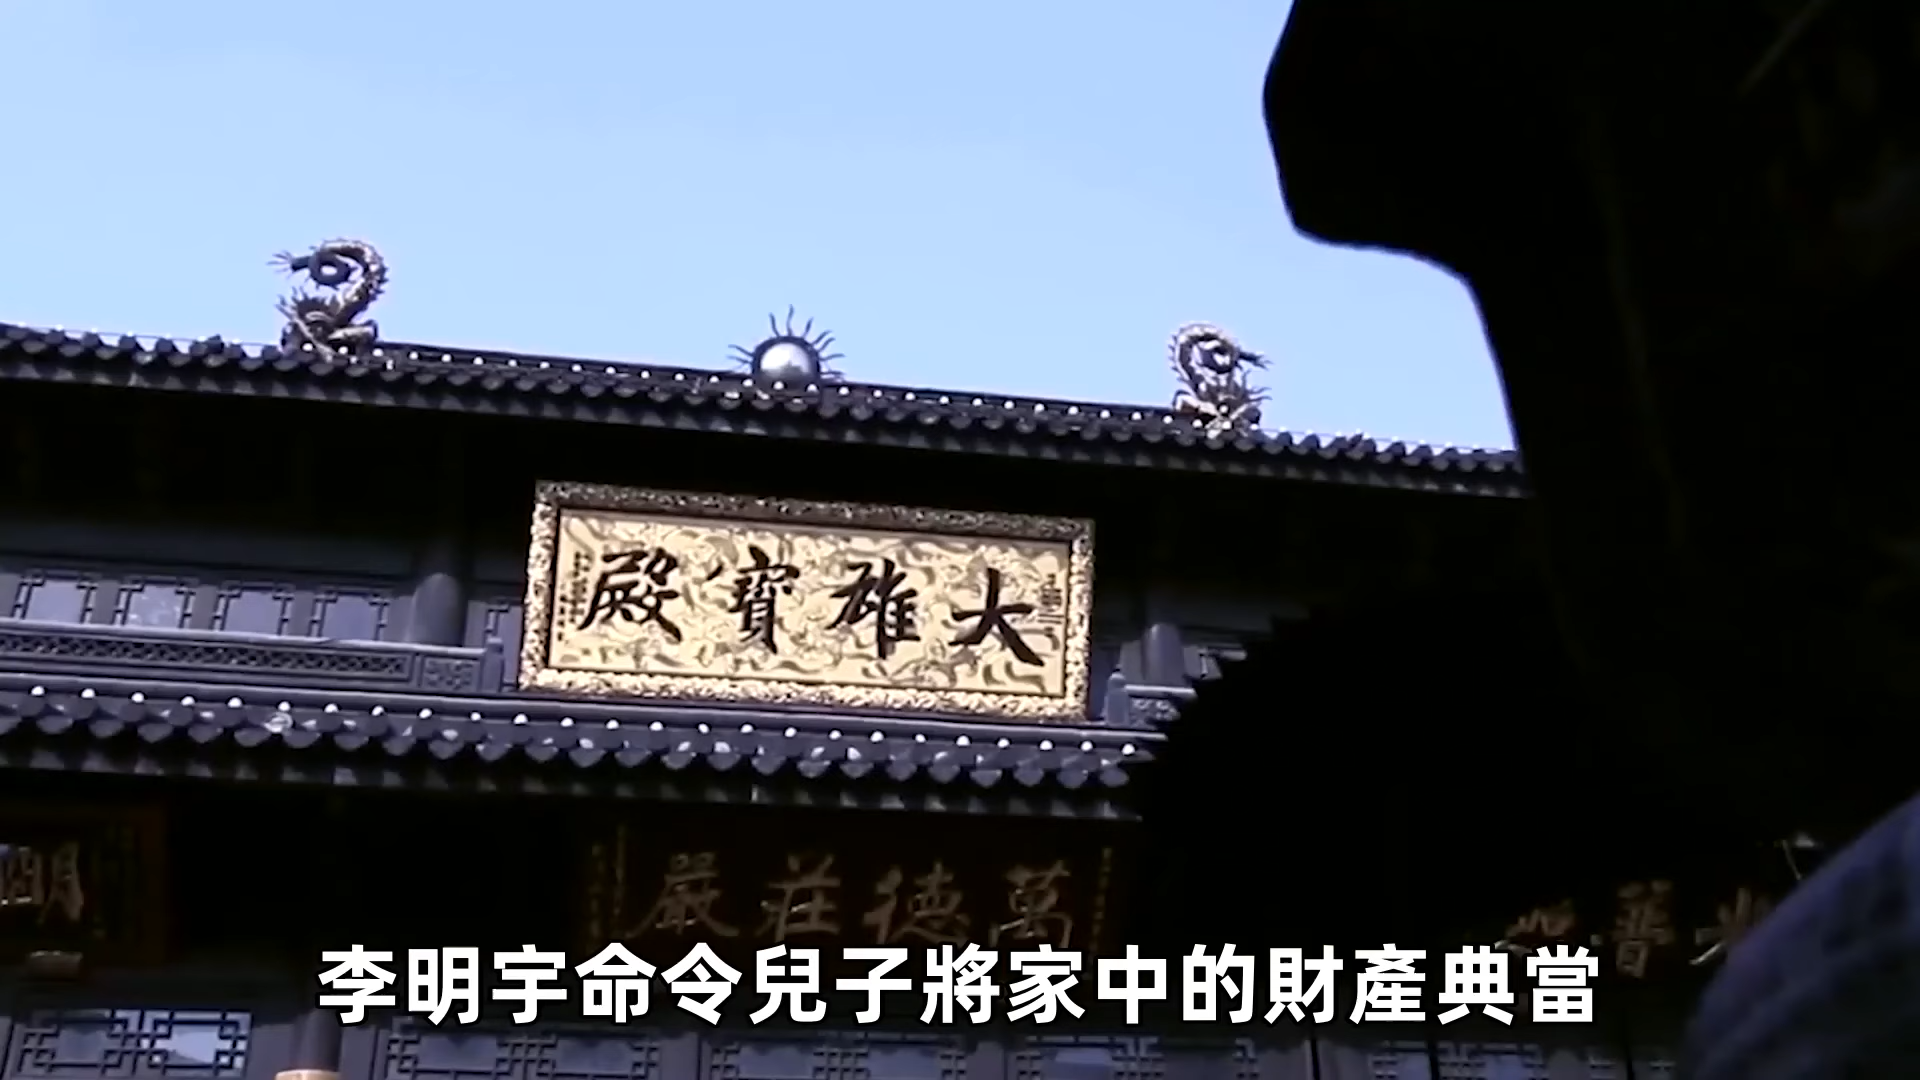 大雄寶殿
萬德莊嚴
李明宇命令兒子將家中的財產典當